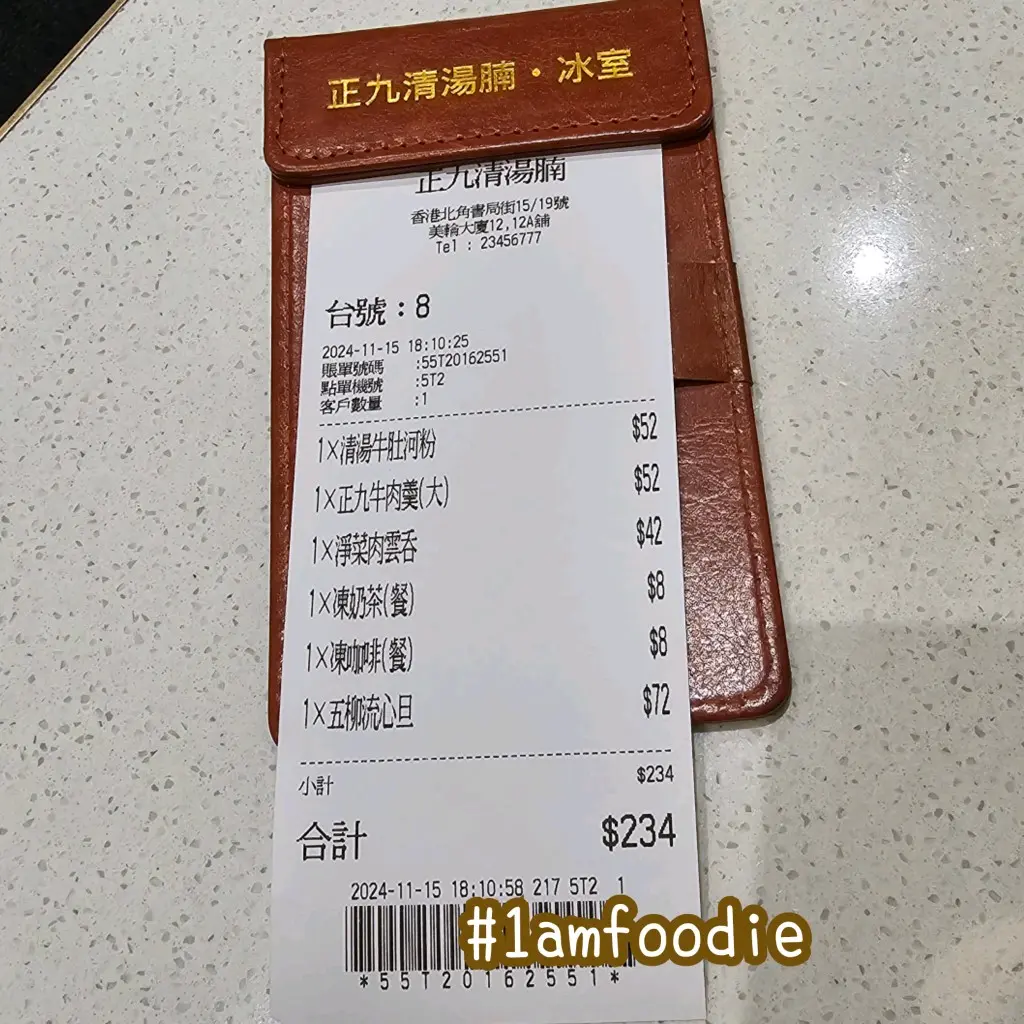 正九清湯腩・冰室
正九清湯腩
香港北角書局街15/19號
美輪大廈12,12A舖
Tel : 23456777
台號：8
2024-11-15 18:10:25
賬單號碼 :55T20162551
點單機號 :5T2
客戶數量 :1
1×清湯牛肚河粉 $52
1×正九牛肉羹(大) $52
1×淨菜肉雲吞 $42
1×凍奶茶(餐) $8
1×凍咖啡(餐) $8
1×五柳流心旦 $72
小計 $234
合計 $234
2024-11-15 18:10:58 217 5T2 1
#1amfoodie
*55T20162551*